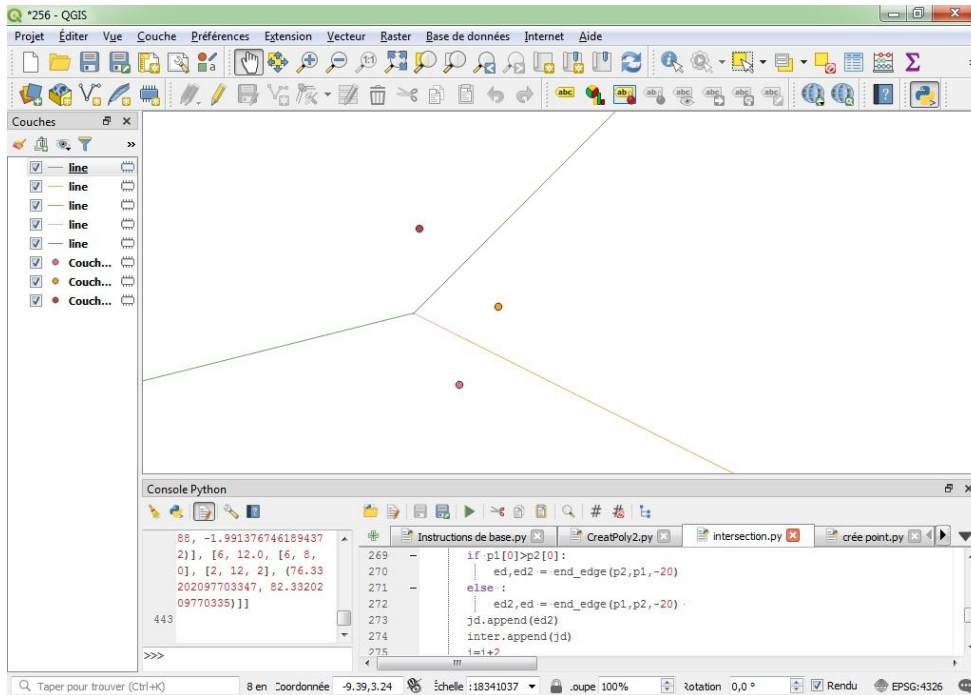 *256 - QGIS
Projet Éditer Vue Couche Préférences Extension Vecteur Raster Base de données Internet Aide
Couches
line
line
line
line
line
Couch...
Couch...
Couch...
Console Python
88, -1.991376746189437
2)], [6, 12.0, [6, 8,
0], [2, 12, 2], (76.33
202097703347, 82.33202
09770335)]]
443
>>>
Instructions de base.py CreatPoly2.py intersection.py crée point.py
269 if p1[0]>p2[0]:
270 ed,ed2 = end_edge(p2,p1,-20)
271 else :
272 ed2,ed = end_edge(p1,p2,-20)
273 jd.append(ed2)
274 inter.append(jd)
275 i=i+2
Taper pour trouver (Ctrl+K) 8 en :oordonnée -9.39,3.24 Échelle :18341037 .oupe 100% Rotation 0,0 ° Rendu EPSG:4326